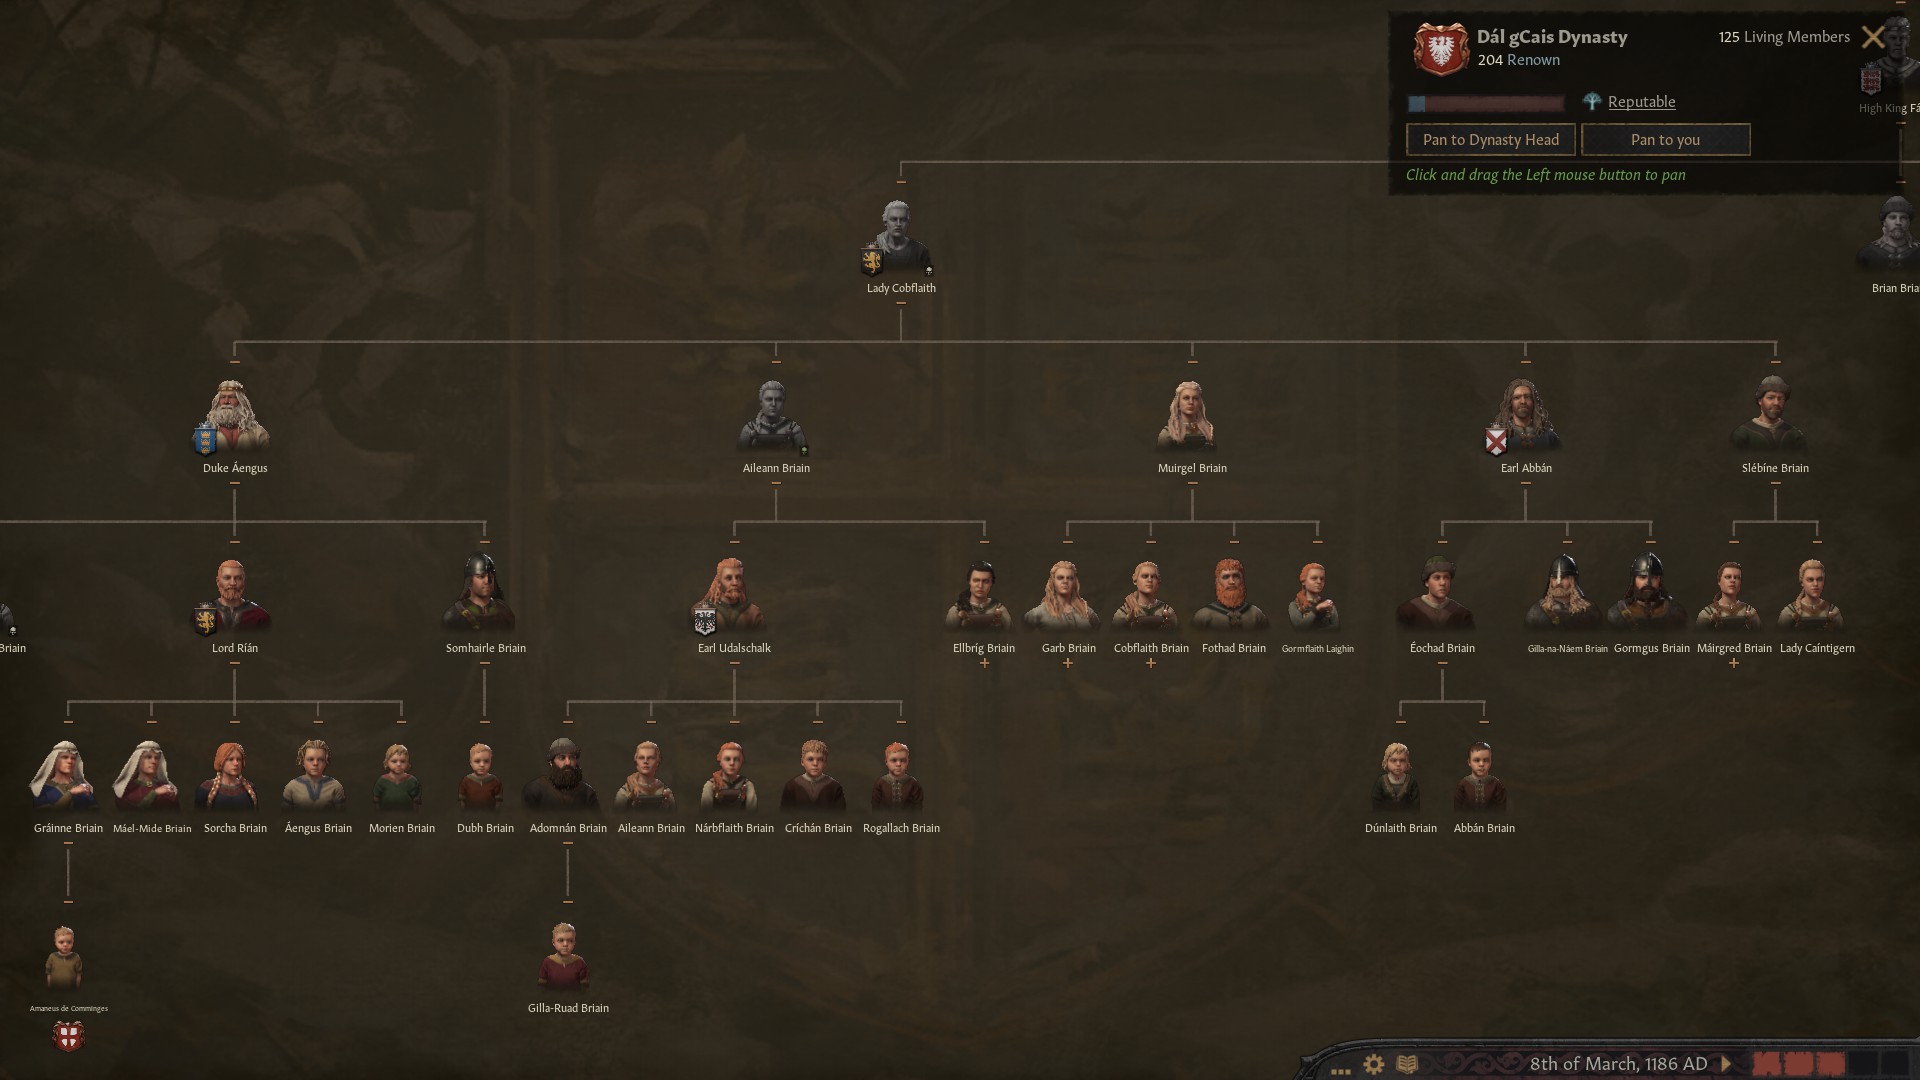 Dál gCais Dynasty
125 Living Members
204 Renown
Reputable
Pan to Dynasty Head
Pan to you
Click and drag the Left mouse button to pan
High King Fá
Lady Cobflaith
Brian Bria
Duke Áengus
Aileann Briain
Muirgel Briain
Earl Abbán
Slébíne Briain
Briain
Lord Ríán
Somhairle Briain
Earl Udalschalk
Ellbríg Briain
Garb Briain
Cobflaith Briain
Fothad Briain
Gormflaith Laighin
Éochad Briain
Gilla-na-Náem Briain
Gormgus Briain
Máirgred Briain
Lady Caíntigern
Gráinne Briain
Máel-Mide Briain
Sorcha Briain
Áengus Briain
Morien Briain
Dubh Briain
Adomnán Briain
Aileann Briain
Nárbflaith Briain
Críchán Briain
Rogallach Briain
Dúnlaith Briain
Abbán Briain
Amaneus de Comminges
Gilla-Ruad Briain
8th of March, 1186 AD